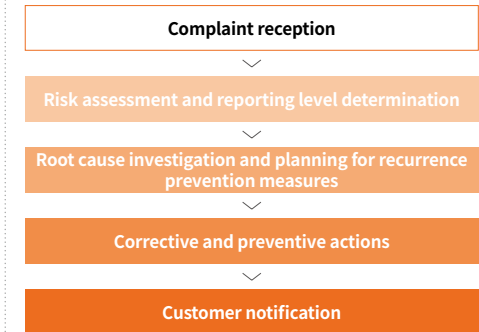 Complaint reception
Risk assessment and reporting level determination
Root cause investigation and planning for recurrence
prevention measures
Corrective and preventive actions
Customer notification